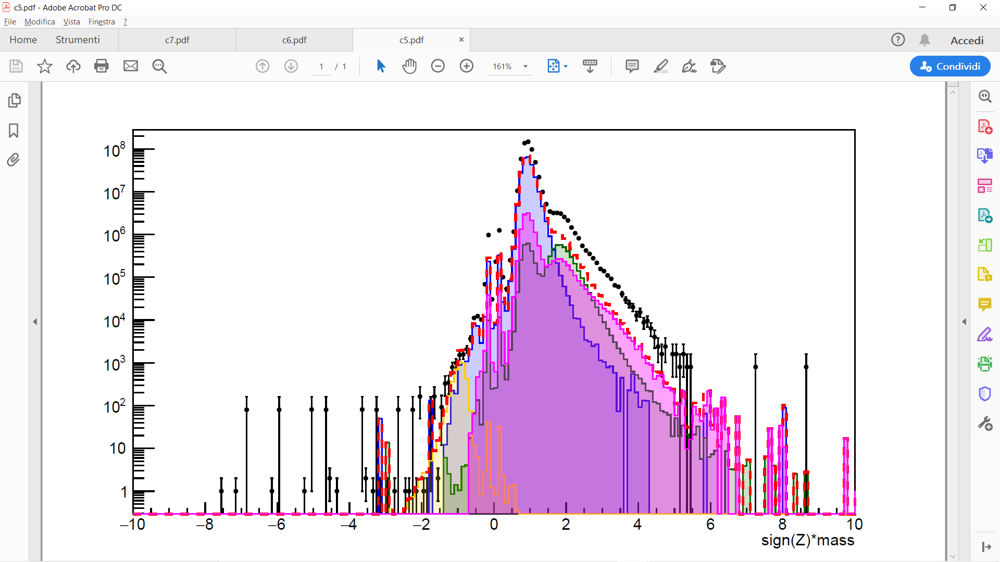 c5.pdf - Adobe Acrobat Pro DC
File Modifica Vista Finestra ?
Home Strumenti c7.pdf c6.pdf c5.pdf × Accedi
1 / 1 161% Condividi
10^8
10^7
10^6
10^5
10^4
10^3
10^2
10
1
−10 −8 −6 −4 −2 0 2 4 6 8 10
sign(Z)*mass